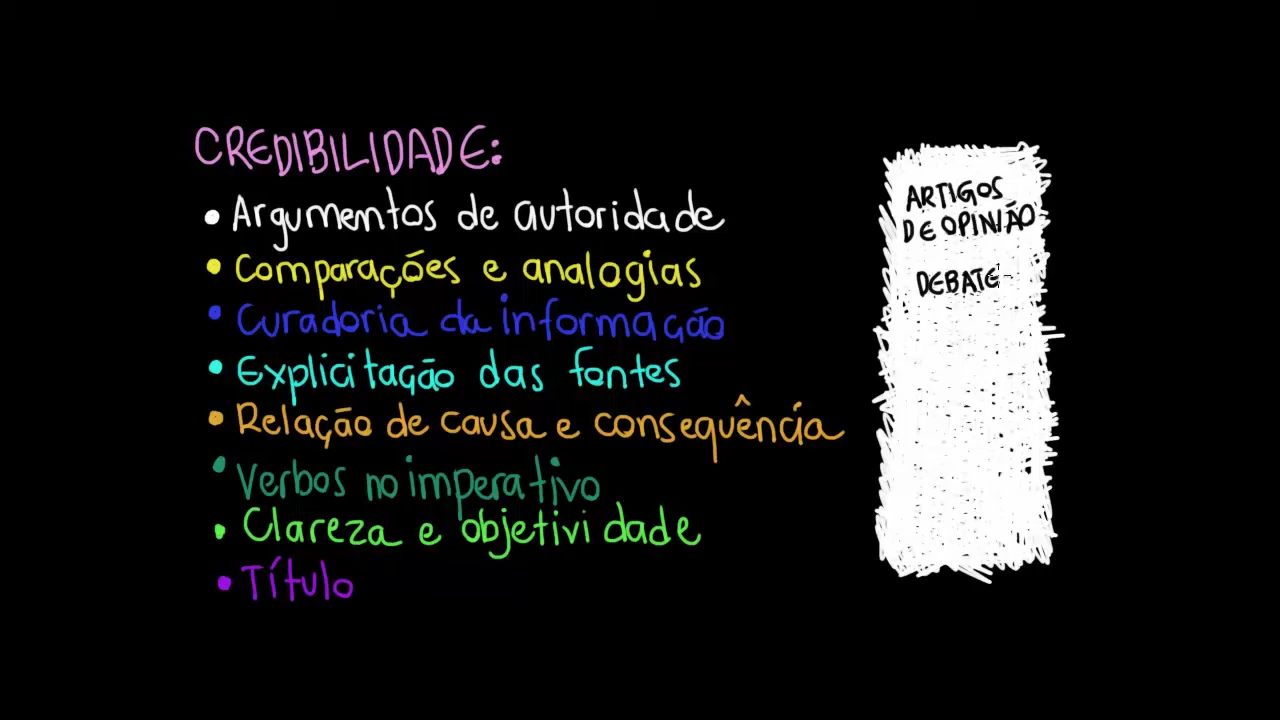 CREDIBILIDADE:
• Argumentos de autoridade
• Comparações e analogias
• Curadoria da informação
• Explicitação das fontes
• Relação de causa e consequência
• Verbos no imperativo
• Clareza e objetividade
• Título
ARTIGOS
DE OPINIÃO
DEBATE